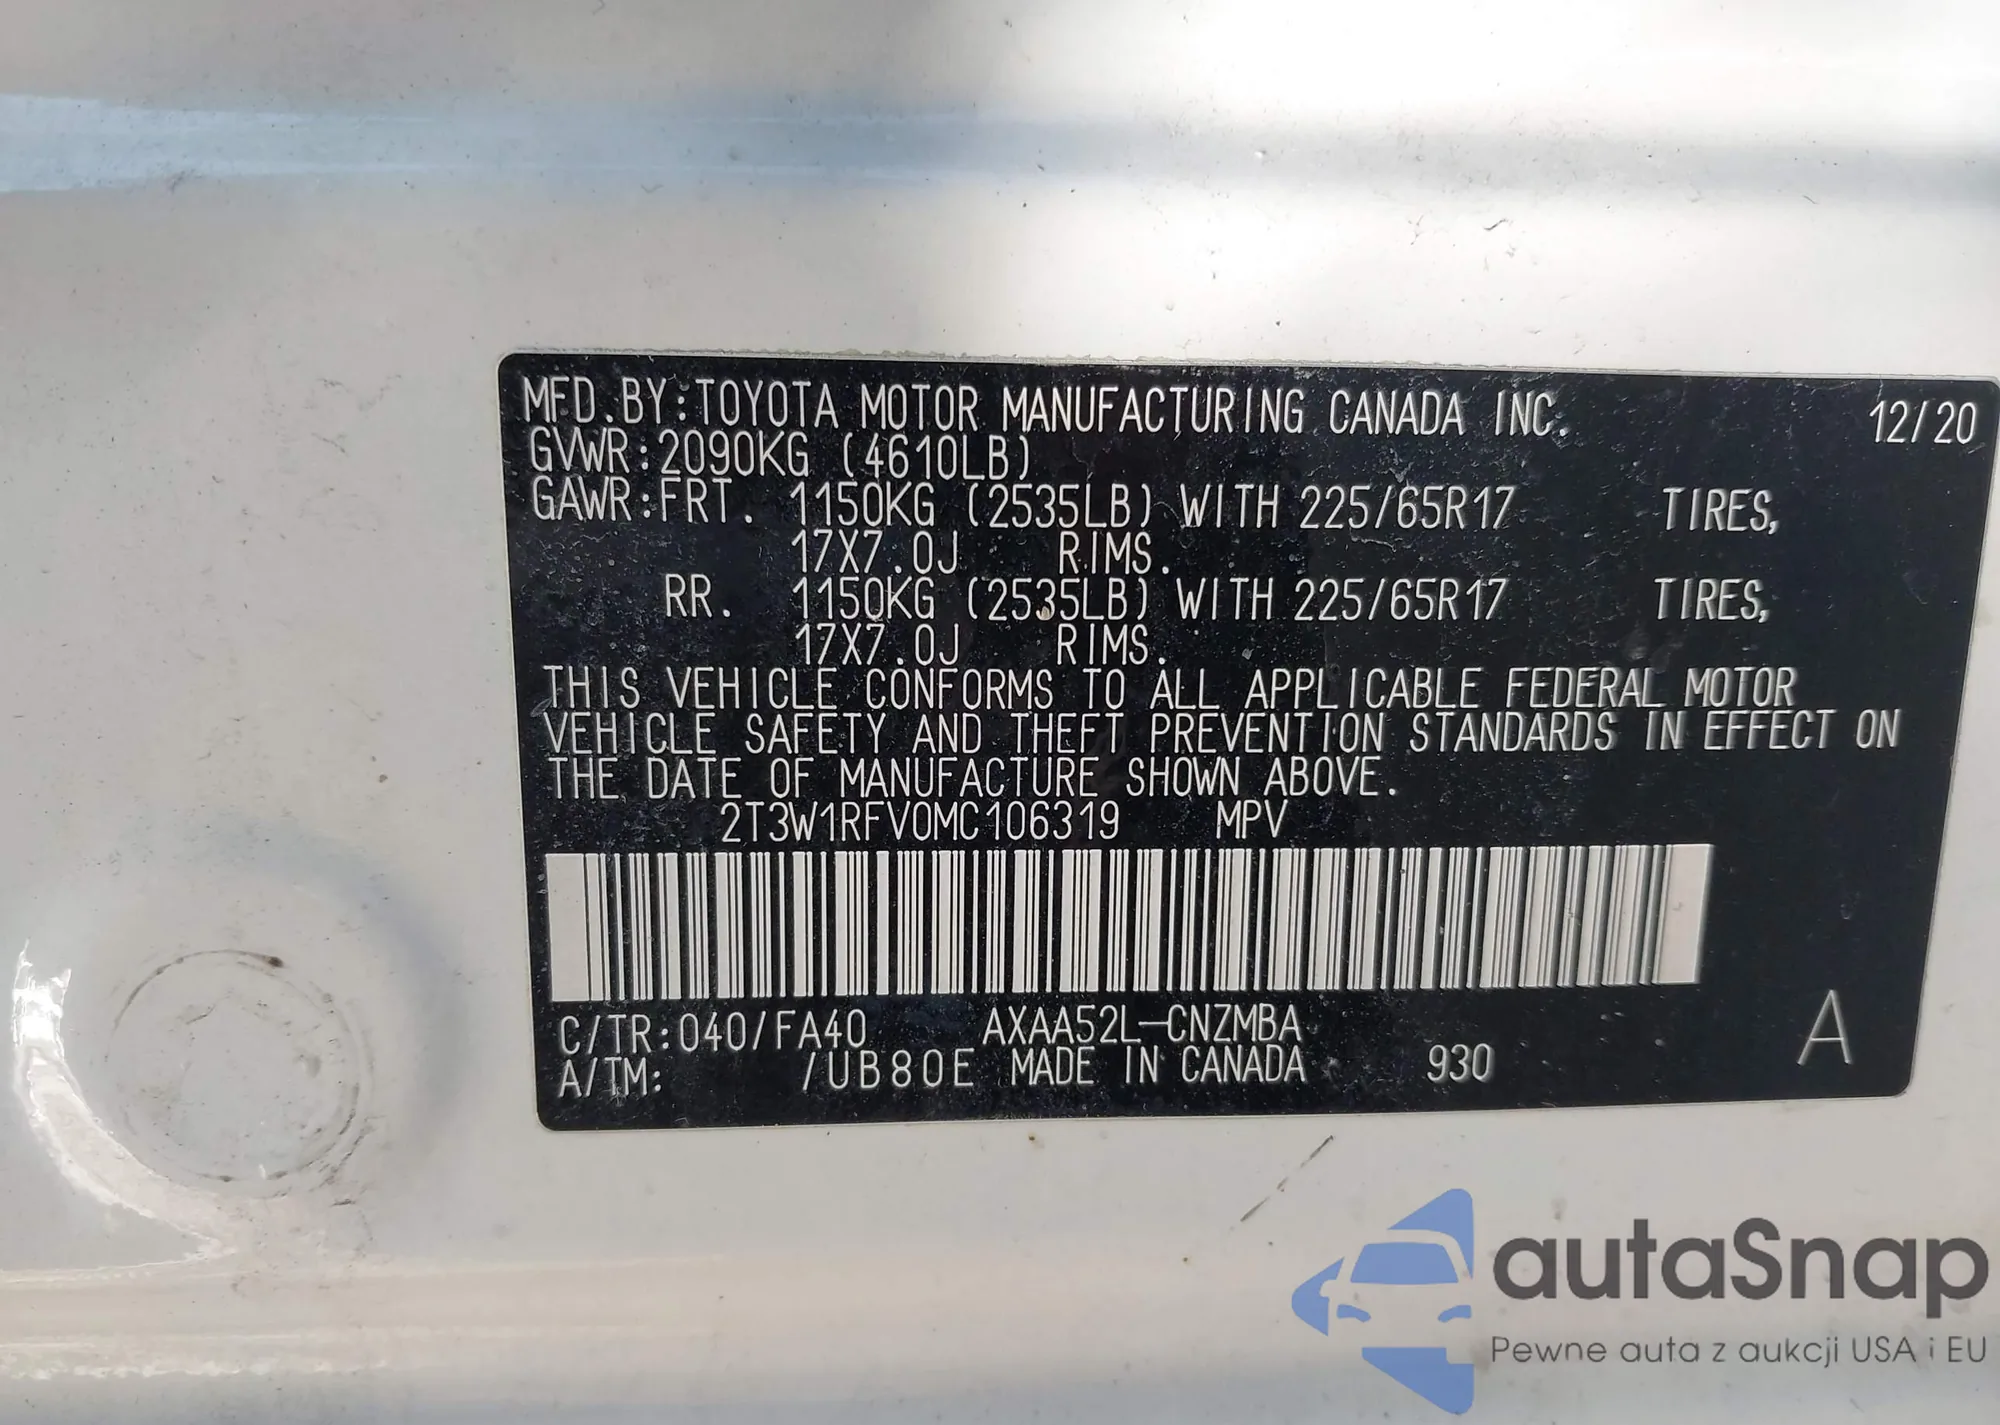 MFD.BY:TOYOTA MOTOR MANUFACTURING CANADA INC. 12/20
GVWR:2090KG (4610LB)
GAWR:FRT. 1150KG (2535LB) WITH 225/65R17 TIRES,
17X7.0J RIMS.
RR. 1150KG (2535LB) WITH 225/65R17 TIRES,
17X7.0J RIMS.
THIS VEHICLE CONFORMS TO ALL APPLICABLE FEDERAL MOTOR
VEHICLE SAFETY AND THEFT PREVENTION STANDARDS IN EFFECT ON
THE DATE OF MANUFACTURE SHOWN ABOVE.
2T3W1RFV0MC106319 MPV
C/TR:040/FA40 AXAA52L-CNZMBA A
A/TM: /UB80E MADE IN CANADA 930
autaSnap
Pewne auta z aukcji USA i EU